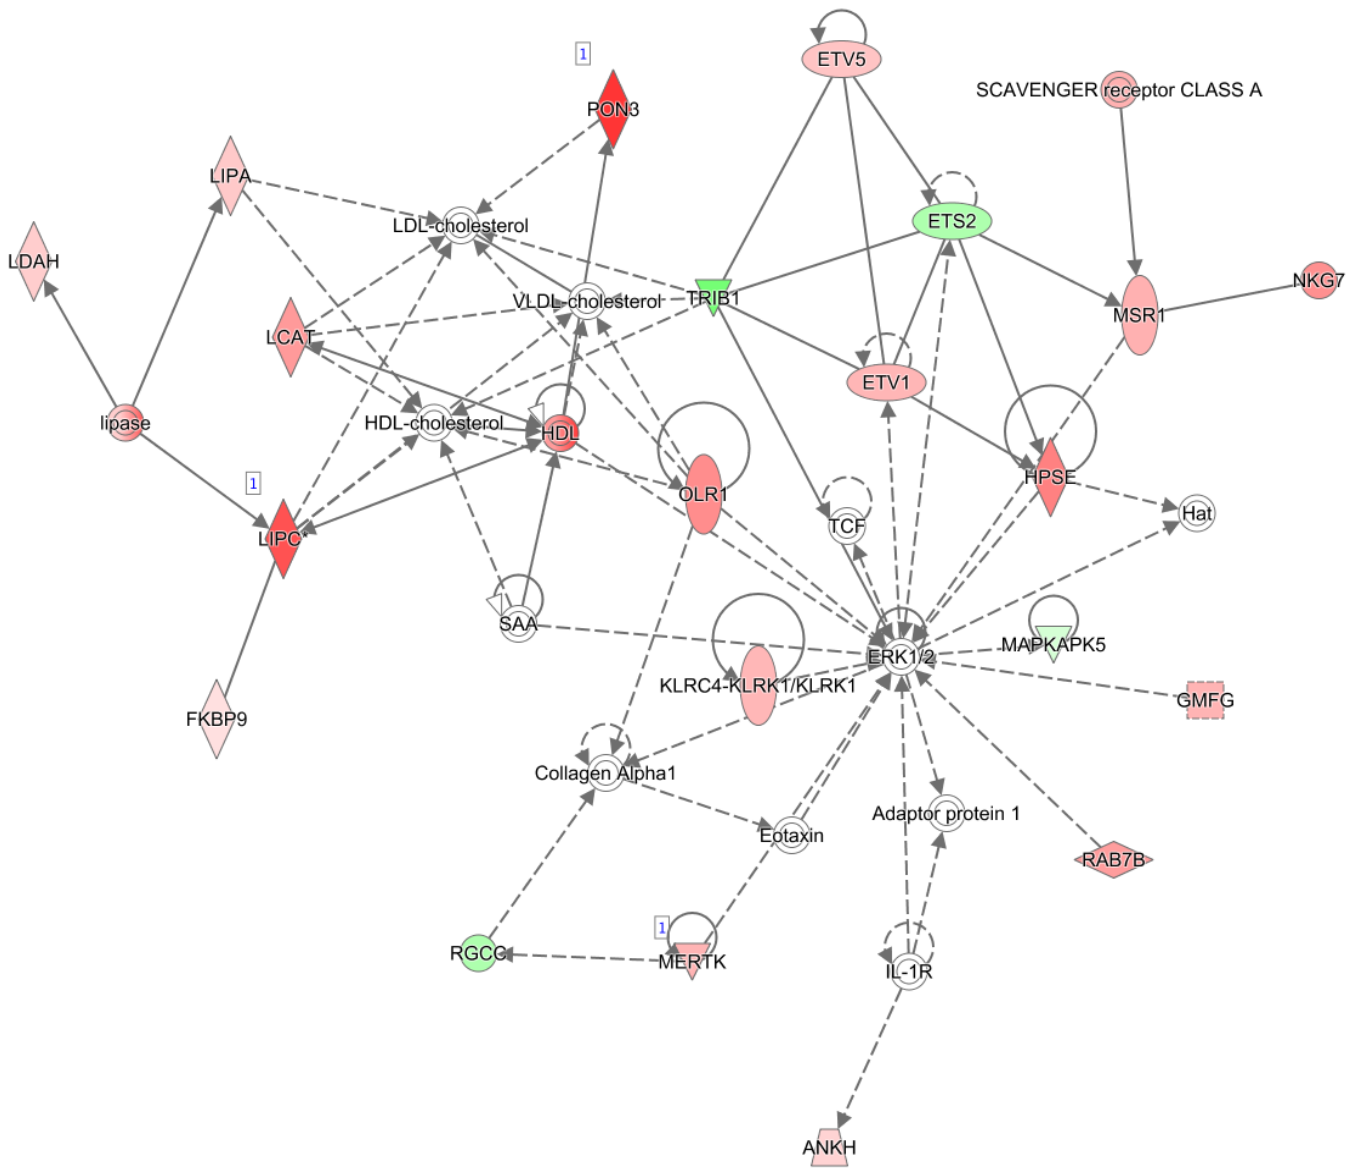 ETV5
1
SCAVENGER receptor CLASS A
PON3
LIPA
LDL-cholesterol
ETS2
LDAH
NKG7
VLDL-cholesterol
TRIB1
MSR1
LCAT
ETV1
lipase
HDL-cholesterol
HDL
HPSE
1
OLR1
Hat
TCF
LIPC*
SAA
MAPKAPK5
ERK1/2
KLRC4-KLRK1/KLRK1
GMFG
FKBP9
Collagen Alpha1
Adaptor protein 1
Eotaxin
RAB7B
1
RGCC
MERTK
IL-1R
ANKH